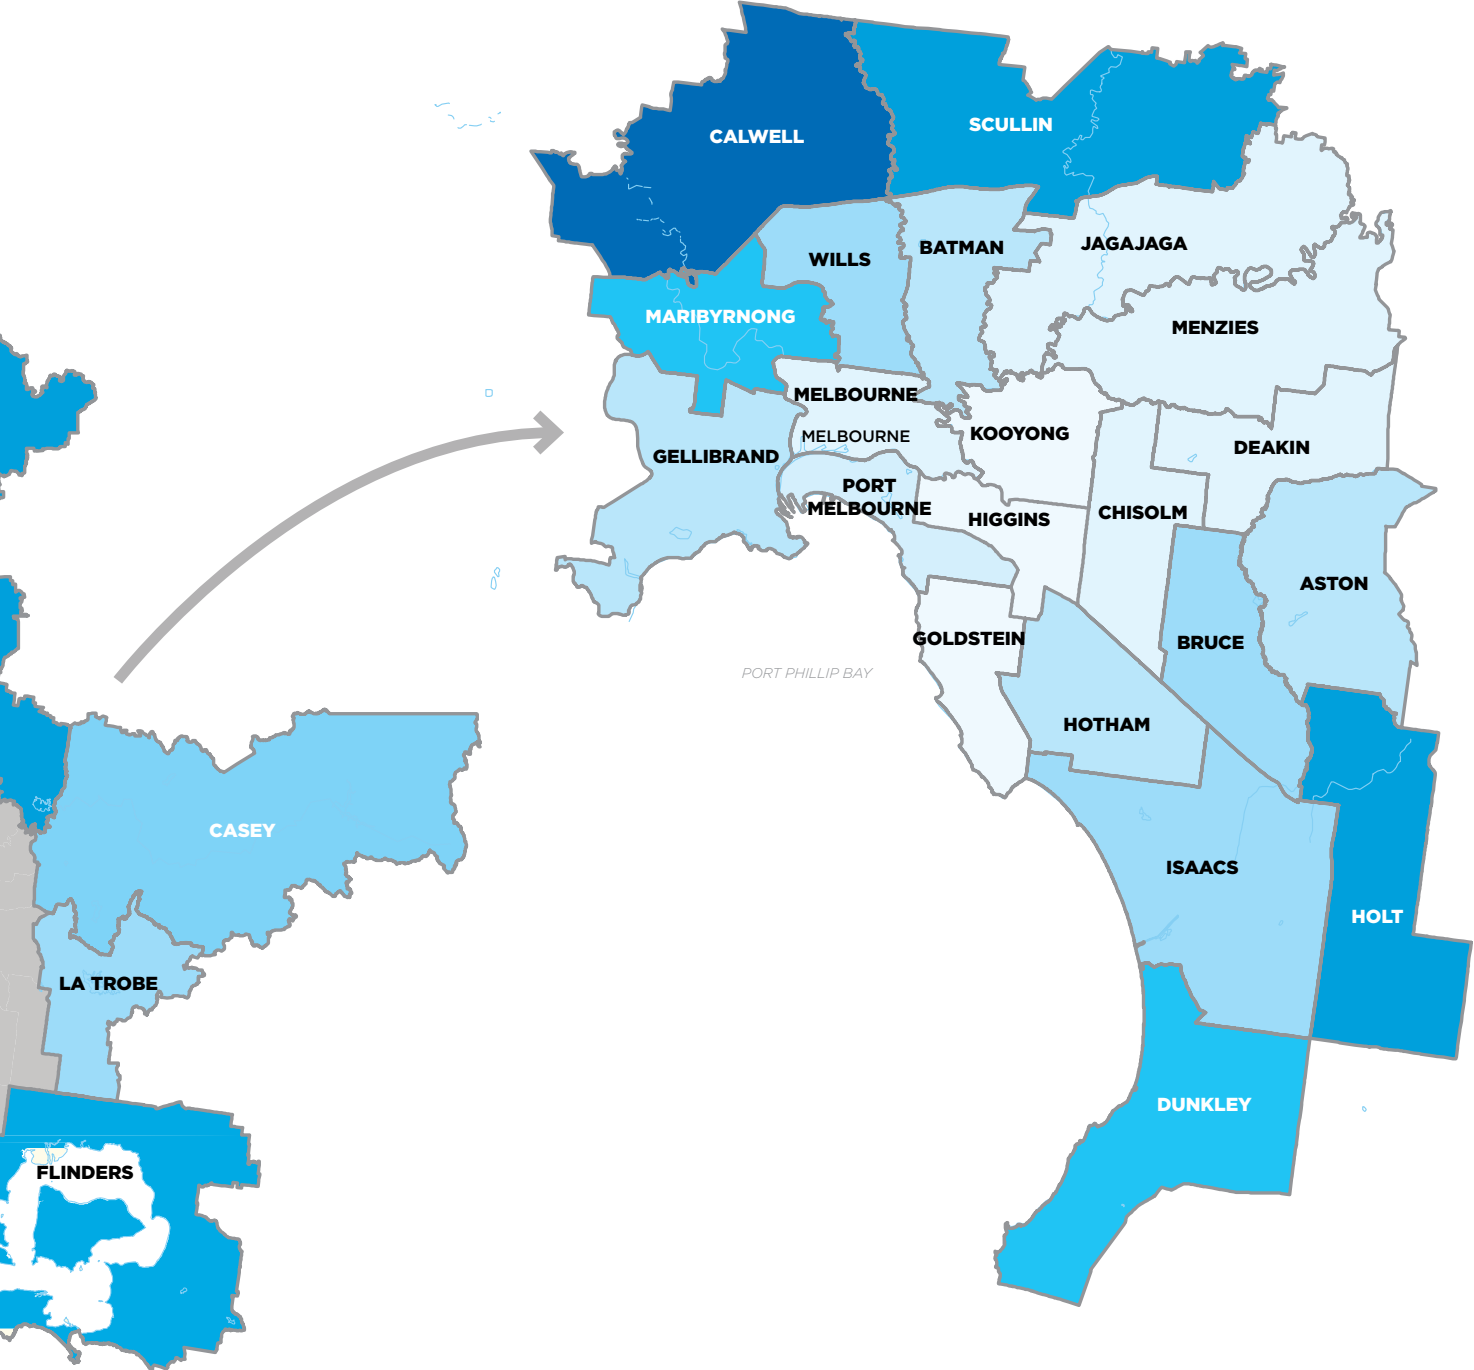 SCULLIN
CALWELL
JAGAJAGA
BATMAN
WILLS
MARIBYRNONG
MENZIES
MELBOURNE
KOOYONG
MELBOURNE
DEAKIN
GELLIBRAND
PORT
MELBOURNE
CHISOLM
HIGGINS
ASTON
GOLDSTEIN
BRUCE
PORT PHILLIP BAY
HOTHAM
CASEY
ISAACS
HOLT
LA TROBE
DUNKLEY
FLINDERS